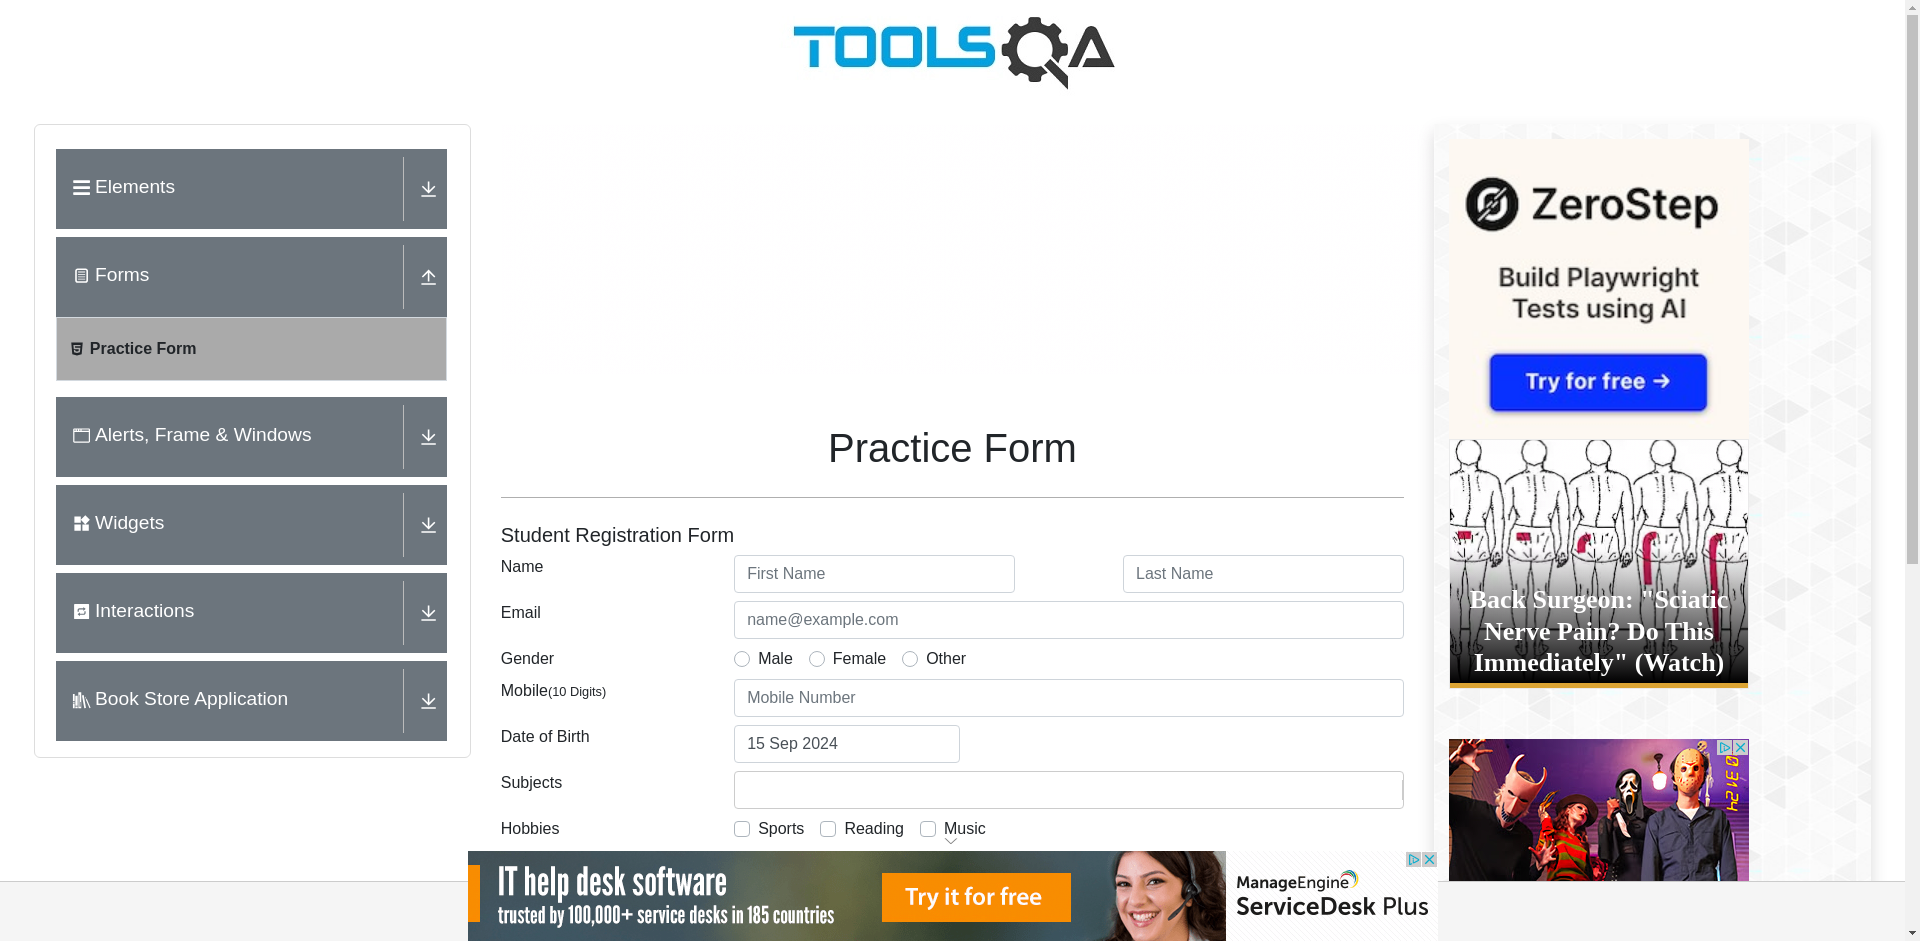 TOOLSQA
Elements
Forms
Practice Form
Alerts, Frame & Windows
Widgets
Interactions
Book Store Application
Practice Form
Student Registration Form
Name
First Name
Last Name
Email
name@example.com
Gender
Male
Female
Other
Mobile(10 Digits)
Mobile Number
Date of Birth
15 Sep 2024
Subjects
Hobbies
Sports
Reading
Music
ZeroStep
Build Playwright
Tests using AI
Try for free →
Back Surgeon: "Sciatic
Nerve Pain? Do This
Immediately" (Watch)
0 31 24
IT help desk software
trusted by 100,000+ service desks in 185 countries
Try it for free
ManageEngine
ServiceDesk Plus